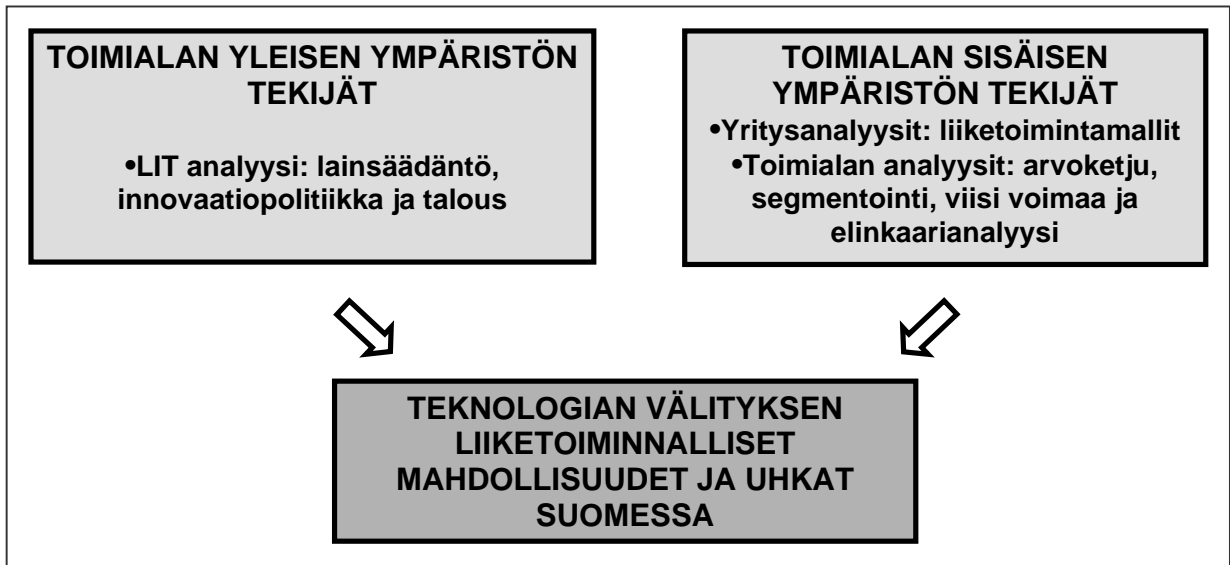 TOIMIALAN YLEISEN YMPÄRISTÖN
TEKIJÄT
•LIT analyysi: lainsäädäntö,
innovaatiopolitiikka ja talous
TOIMIALAN SISÄISEN
YMPÄRISTÖN TEKIJÄT
•Yritysanalyysit: liiketoimintamallit
•Toimialan analyysit: arvoketju,
segmentointi, viisi voimaa ja
elinkaarianalyysi
TEKNOLOGIAN VÄLITYKSEN
LIIKETOIMINNALLISET
MAHDOLLISUUDET JA UHKAT
SUOMESSA